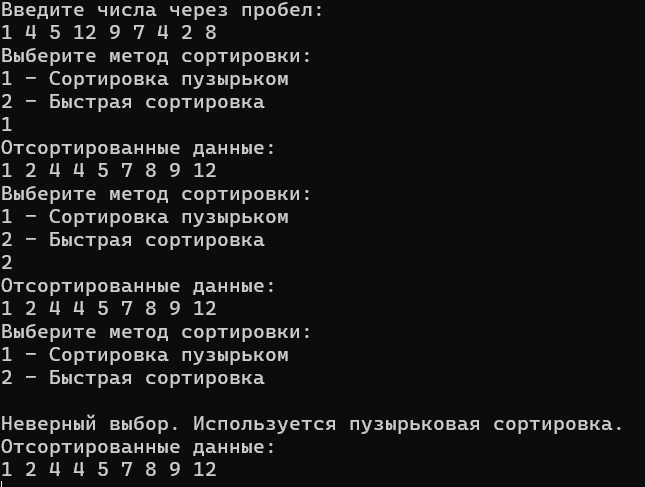 Введите числа через пробел:
1 4 5 12 9 7 4 2 8
Выберите метод сортировки:
1 – Сортировка пузырьком
2 – Быстрая сортировка
1
Отсортированные данные:
1 2 4 4 5 7 8 9 12
Выберите метод сортировки:
1 – Сортировка пузырьком
2 – Быстрая сортировка
2
Отсортированные данные:
1 2 4 4 5 7 8 9 12
Выберите метод сортировки:
1 – Сортировка пузырьком
2 – Быстрая сортировка
Неверный выбор. Используется пузырьковая сортировка.
Отсортированные данные:
1 2 4 4 5 7 8 9 12